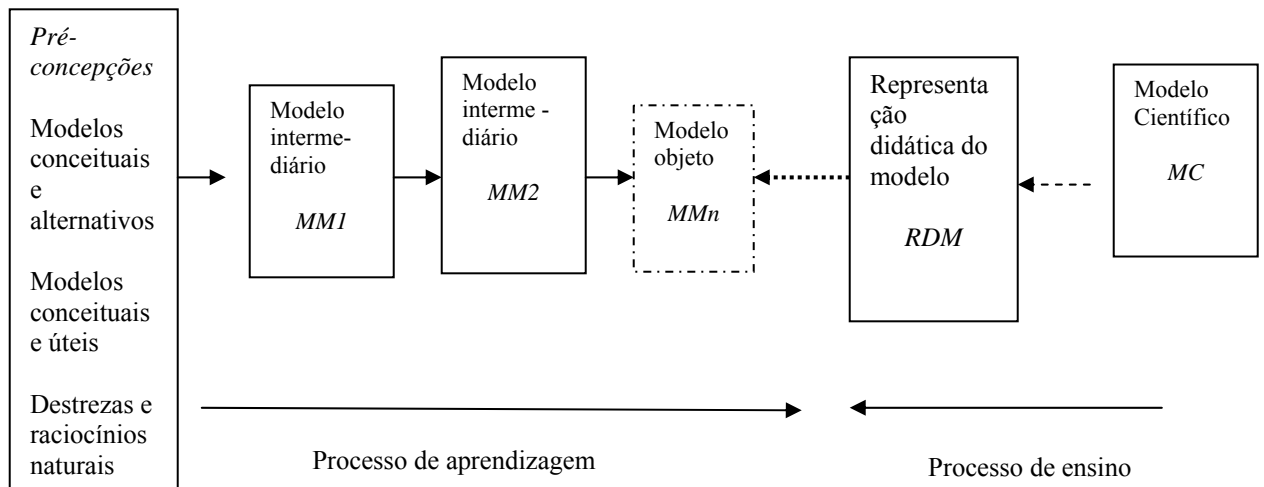 Pré-
concepções
Modelos
conceituais
e
alternativos
Modelos
conceituais
e úteis
Destrezas e
raciocínios
naturais
Modelo
interme-
diário
MM1
Modelo
interme -
diário
MM2
Modelo
objeto
MMn
Representa
ção
didática do
modelo
RDM
Modelo
Científico
MC
Processo de aprendizagem
Processo de ensino